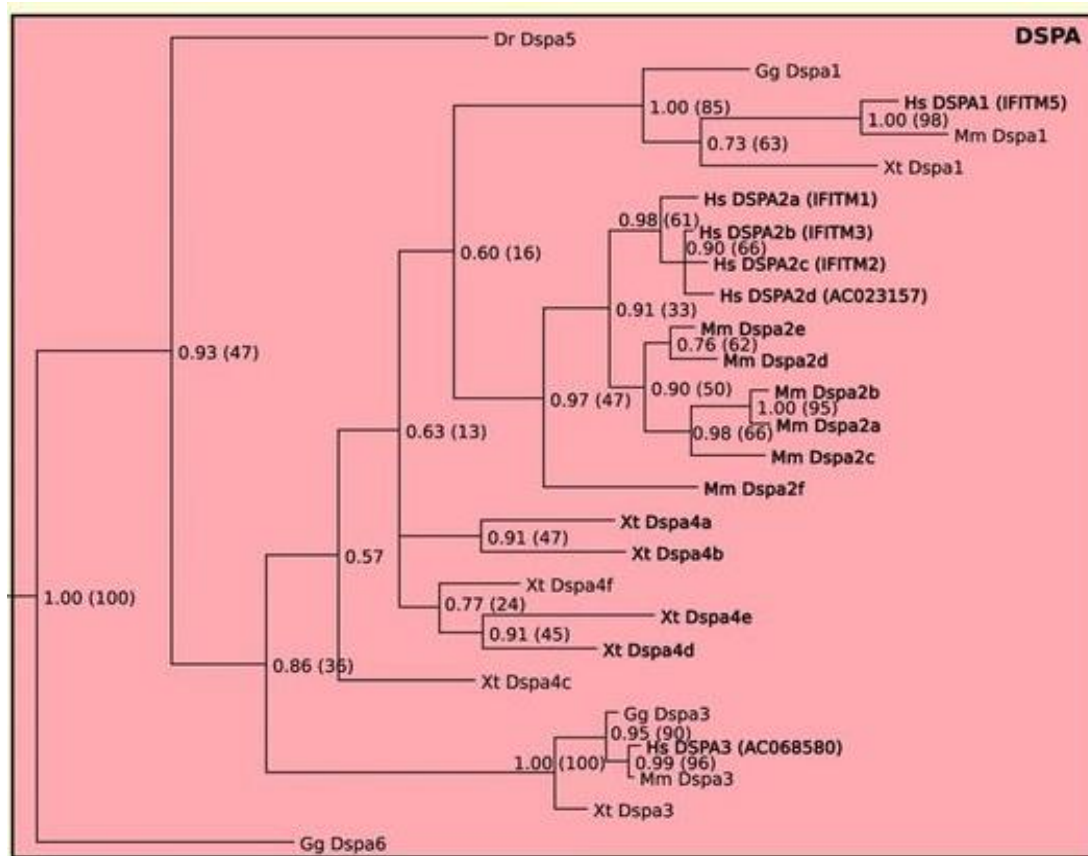 Dr Dspa5
DSPA
Gg Dspa1
Hs DSPA1 (IFITM5)
1.00 (85)
1.00 (98)
Mm Dspa1
0.73 (63)
Xt Dspa1
Hs DSPA2a (IFITM1)
0.98 (61)
Hs DSPA2b (IFITM3)
0.90 (66)
0.60 (16)
Hs DSPA2c (IFITM2)
Hs DSPA2d (AC023157)
0.91 (33)
Mm Dspa2e
0.76 (62)
0.93 (47)
Mm Dspa2d
0.90 (50)
Mm Dspa2b
0.97 (47)
1.00 (95)
Mm Dspa2a
0.63 (13)
0.98 (66)
Mm Dspa2c
Mm Dspa2f
Xt Dspa4a
0.91 (47)
Xt Dspa4b
0.57
Xt Dspa4f
1.00 (100)
0.77 (24)
Xt Dspa4e
0.91 (45)
Xt Dspa4d
0.86 (36)
Xt Dspa4c
Gg Dspa3
0.95 (90)
Hs DSPA3 (AC068580)
1.00 (100)
0.99 (96)
Mm Dspa3
Xt Dspa3
Gg Dspa6